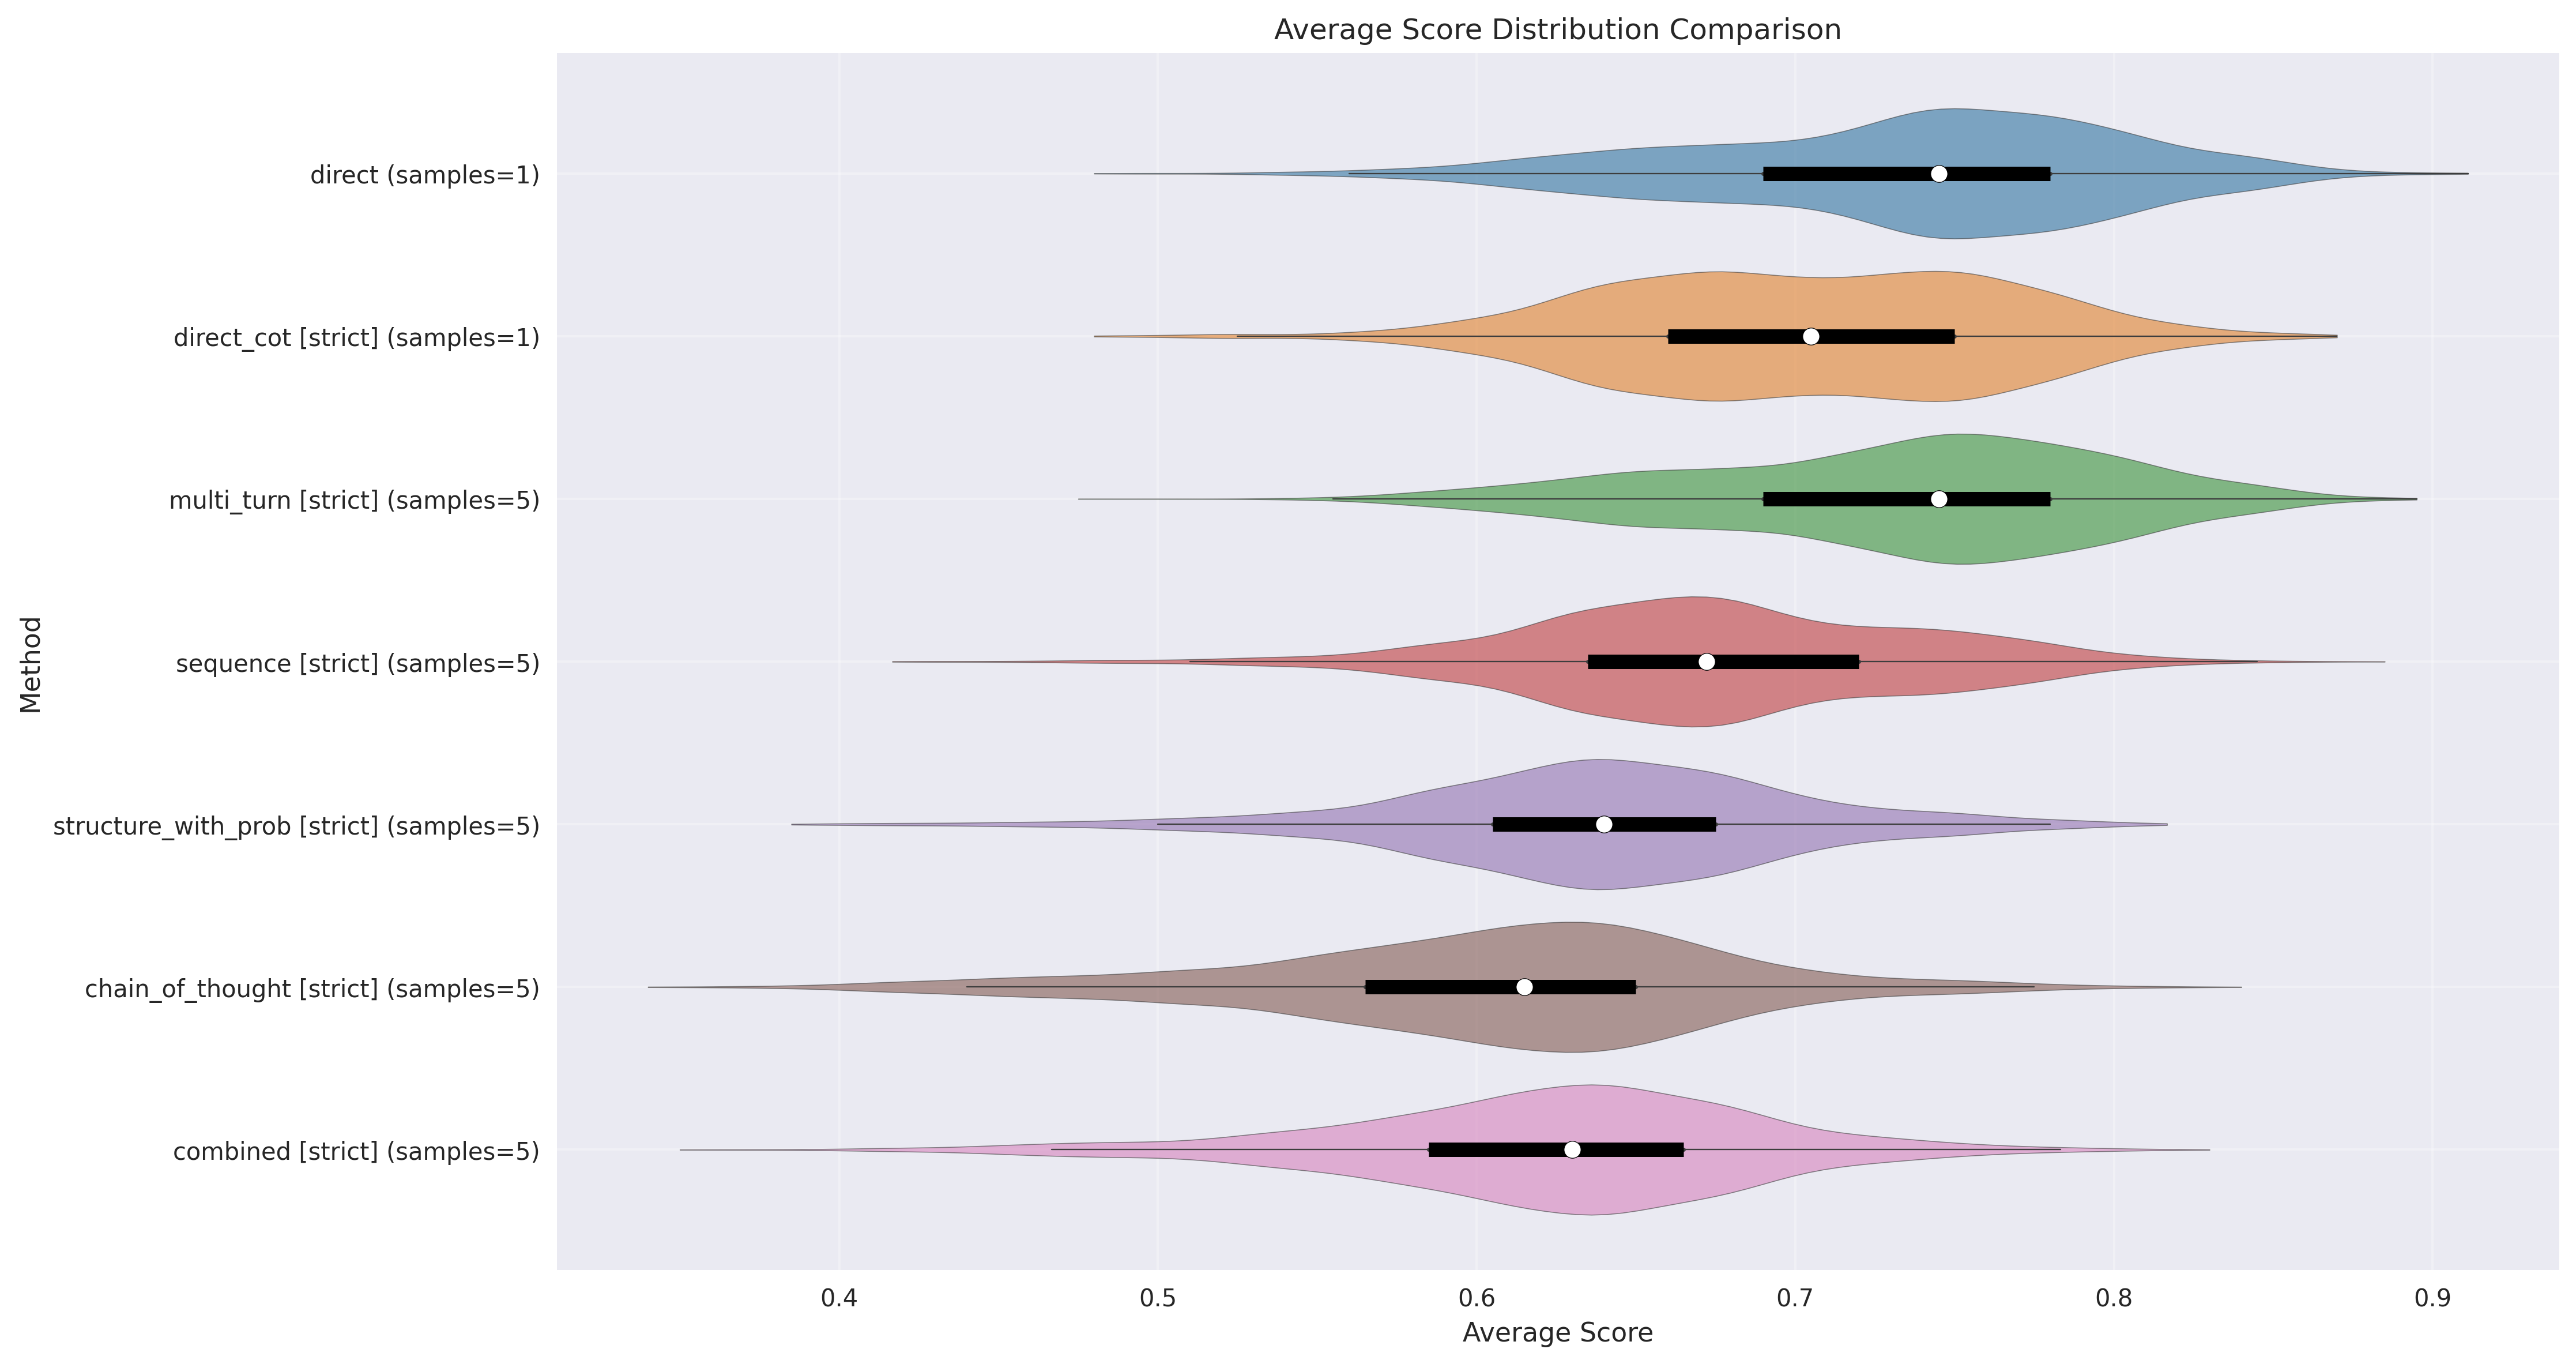 Average Score Distribution Comparison
direct (samples=1)
direct_cot [strict] (samples=1)
multi_turn [strict] (samples=5)
sequence [strict] (samples=5)
structure_with_prob [strict] (samples=5)
chain_of_thought [strict] (samples=5)
combined [strict] (samples=5)
Method
0.4 0.5 0.6 0.7 0.8 0.9
Average Score